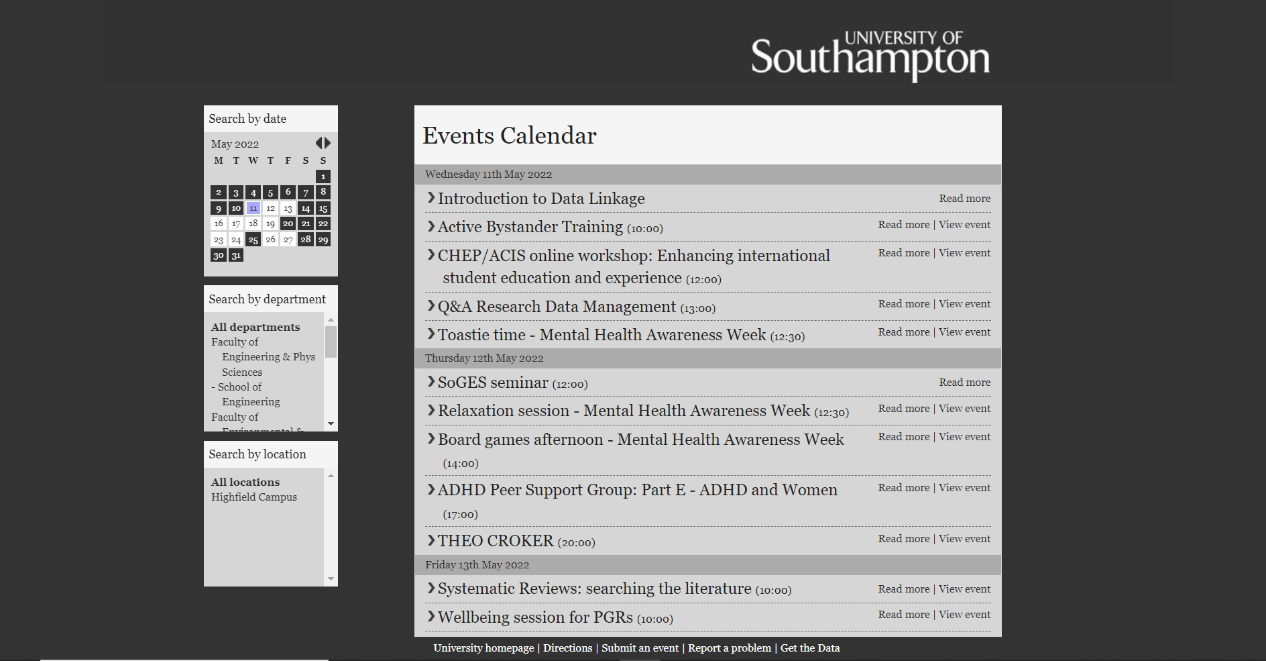 UNIVERSITY OF
Southampton
Search by date
May 2022
M T W T F S S
1
2 3 4 5 6 7 8
9 10 11 12 13 14 15
16 17 18 19 20 21 22
23 24 25 26 27 28 29
30 31
Search by department
All departments
Faculty of
Engineering & Phys
Sciences
- School of
Engineering
Faculty of
Environmental &
Search by location
All locations
Highfield Campus
Events Calendar
Wednesday 11th May 2022
❯Introduction to Data Linkage Read more
❯Active Bystander Training (10:00) Read more | View event
❯CHEP/ACIS online workshop: Enhancing international Read more | View event
student education and experience (12:00)
❯Q&A Research Data Management (13:00) Read more | View event
❯Toastie time - Mental Health Awareness Week (12:30) Read more | View event
Thursday 12th May 2022
❯SoGES seminar (12:00) Read more
❯Relaxation session - Mental Health Awareness Week (12:30) Read more | View event
❯Board games afternoon - Mental Health Awareness Week Read more | View event
(14:00)
❯ADHD Peer Support Group: Part E - ADHD and Women Read more | View event
(17:00)
❯THEO CROKER (20:00) Read more | View event
Friday 13th May 2022
❯Systematic Reviews: searching the literature (10:00) Read more | View event
❯Wellbeing session for PGRs (10:00) Read more | View event
University homepage | Directions | Submit an event | Report a problem | Get the Data